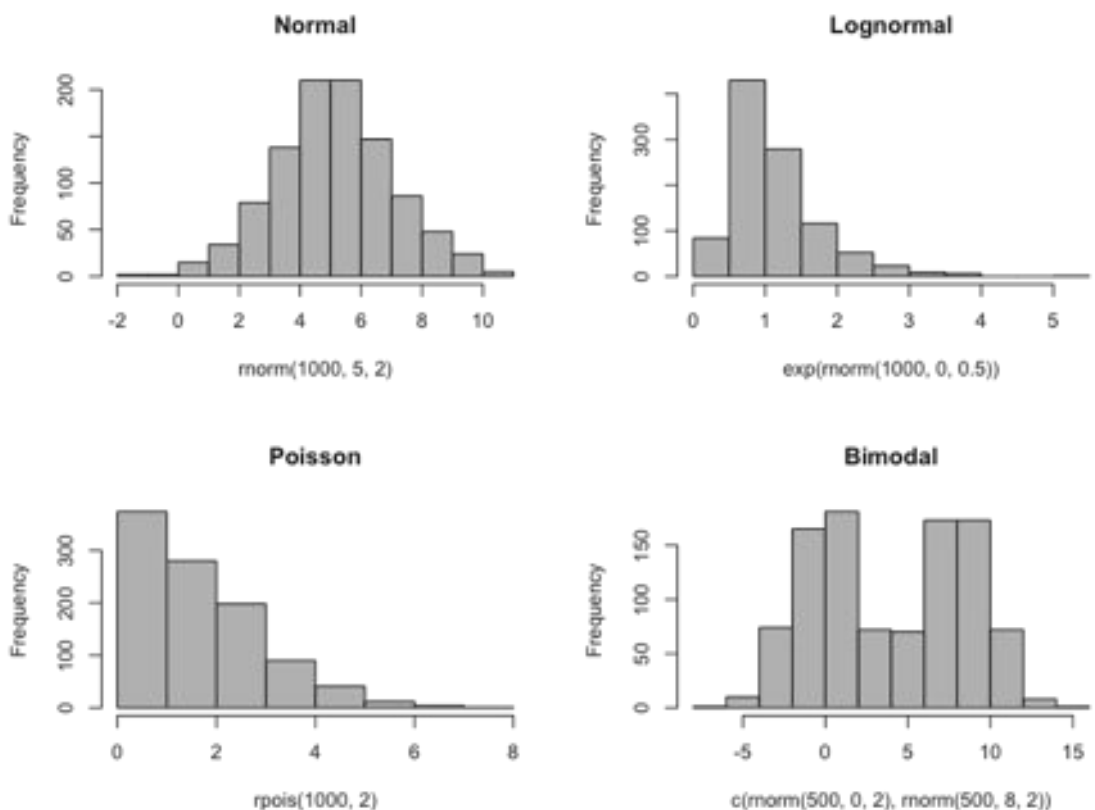 Normal
Frequency
200
100
50
0
-2 0 2 4 6 8 10
rnorm(1000, 5, 2)
Lognormal
Frequency
300
100
0
0 1 2 3 4 5
exp(rnorm(1000, 0, 0.5))
Poisson
Frequency
300
200
100
0
0 2 4 6 8
rpois(1000, 2)
Bimodal
Frequency
150
100
50
0
-5 0 5 10 15
c(rnorm(500, 0, 2), rnorm(500, 8, 2))